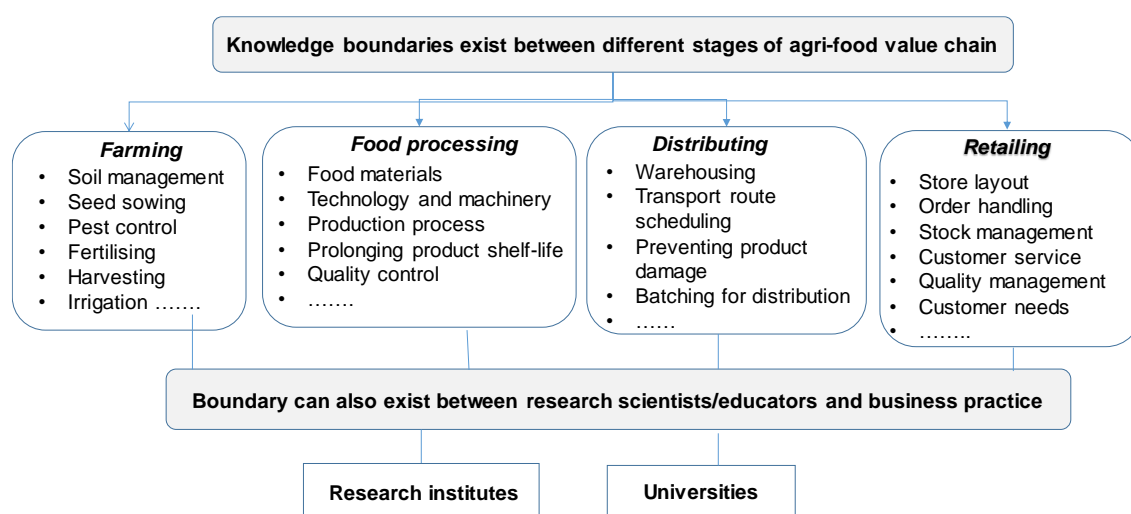 Knowledge boundaries exist between different stages of agri-food value chain
Farming
• Soil management
• Seed sowing
• Pest control
• Fertilising
• Harvesting
• Irrigation …….
Food processing
• Food materials
• Technology and machinery
• Production process
• Prolonging product shelf-life
• Quality control
• …….
Distributing
• Warehousing
• Transport route
scheduling
• Preventing product
damage
• Batching for distribution
• ……
Retailing
• Store layout
• Order handling
• Stock management
• Customer service
• Quality management
• Customer needs
• ……..
Boundary can also exist between research scientists/educators and business practice
Research institutes
Universities